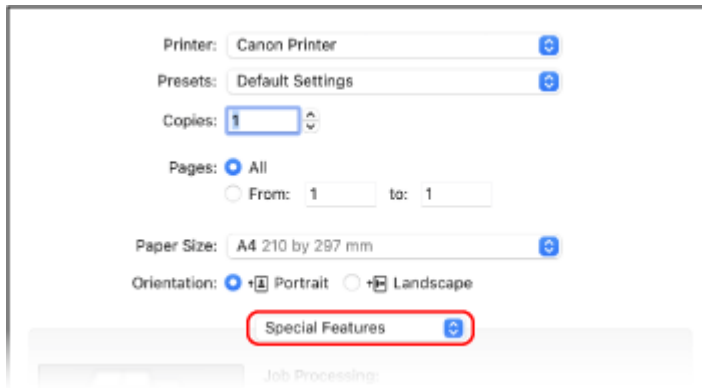 Printer: Canon Printer
Presets: Default Settings
Copies: 1
Pages: All
From: 1 to: 1
Paper Size: A4 210 by 297 mm
Orientation: Portrait Landscape
Special Features
Job Processing: